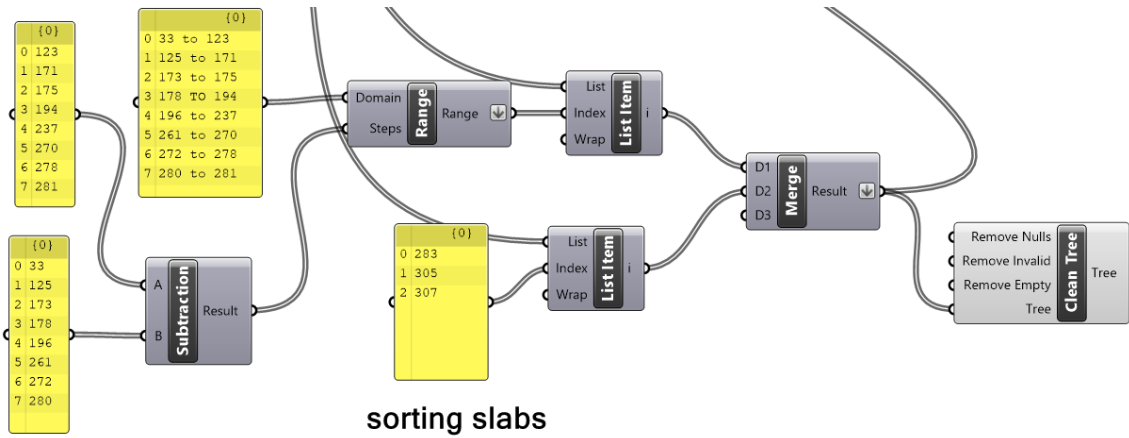 {0}
0 123
1 171
2 175
3 194
4 237
5 270
6 278
7 281
{0}
0 33 to 123
1 125 to 171
2 173 to 175
3 178 TO 194
4 196 to 237
5 261 to 270
6 272 to 278
7 280 to 281
Domain
Steps
Range
Range
List
Index
Wrap
List Item
i
{0}
0 33
1 125
2 173
3 178
4 196
5 261
6 272
7 280
A
B
Subtraction
Result
{0}
0 283
1 305
2 307
List
Index
Wrap
List Item
i
D1
D2
D3
Merge
Result
Remove Nulls
Remove Invalid
Remove Empty
Tree
Clean Tree
Tree
sorting slabs